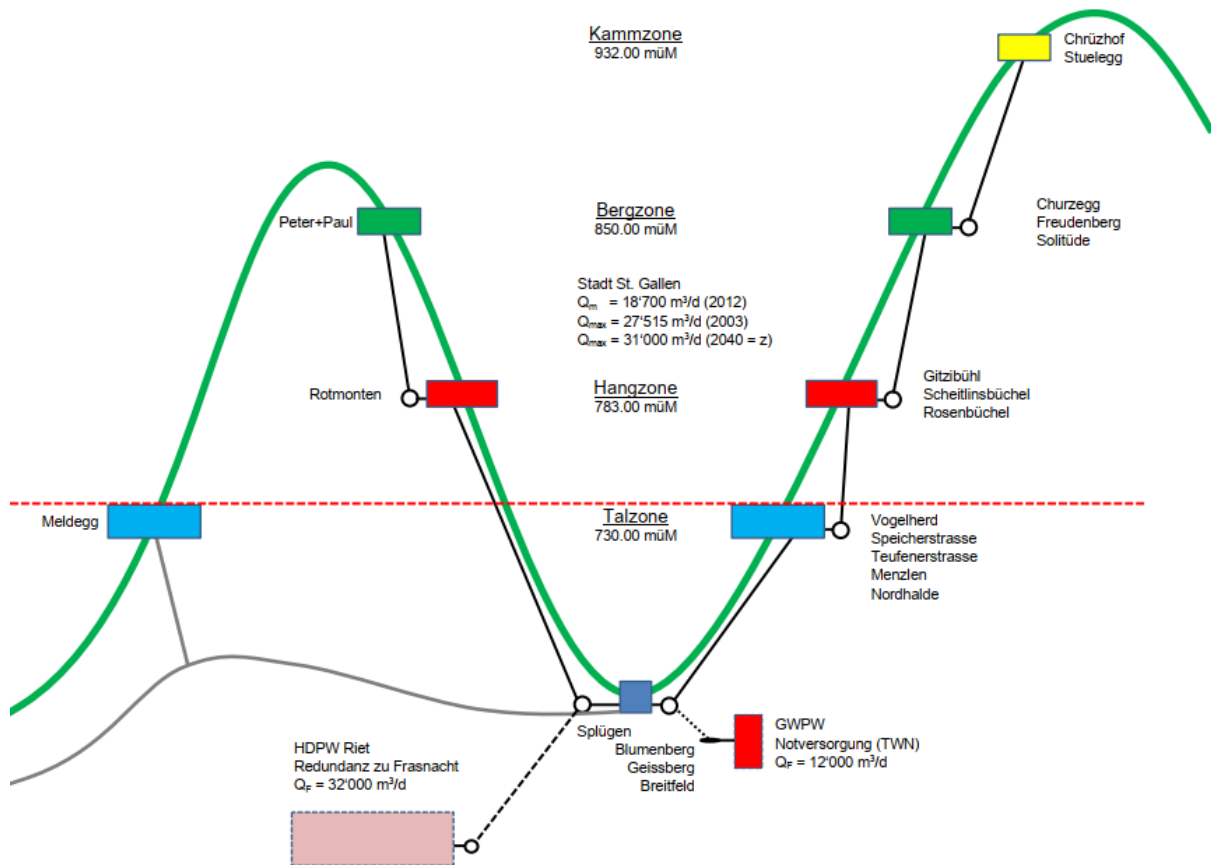 Kammzone
932.00 müM
Chrüzhof
Stuelegg
Peter+Paul
Bergzone
850.00 müM
Churzegg
Freudenberg
Solitüde
Stadt St. Gallen
Qm = 18'700 m³/d (2012)
Qmax = 27'515 m³/d (2003)
Qmax = 31'000 m³/d (2040 = z)
Rotmonten
Hangzone
783.00 müM
Gitzibühl
Scheitlinsbüchel
Rosenbüchel
Meldegg
Talzone
730.00 müM
Vogelherd
Speicherstrasse
Teufenerstrasse
Menzlen
Nordhalde
Splügen
Blumenberg
Geissberg
Breitfeld
GWPW
Notversorgung (TWN)
QF = 12'000 m³/d
HDPW Riet
Redundanz zu Frasnacht
QF = 32'000 m³/d